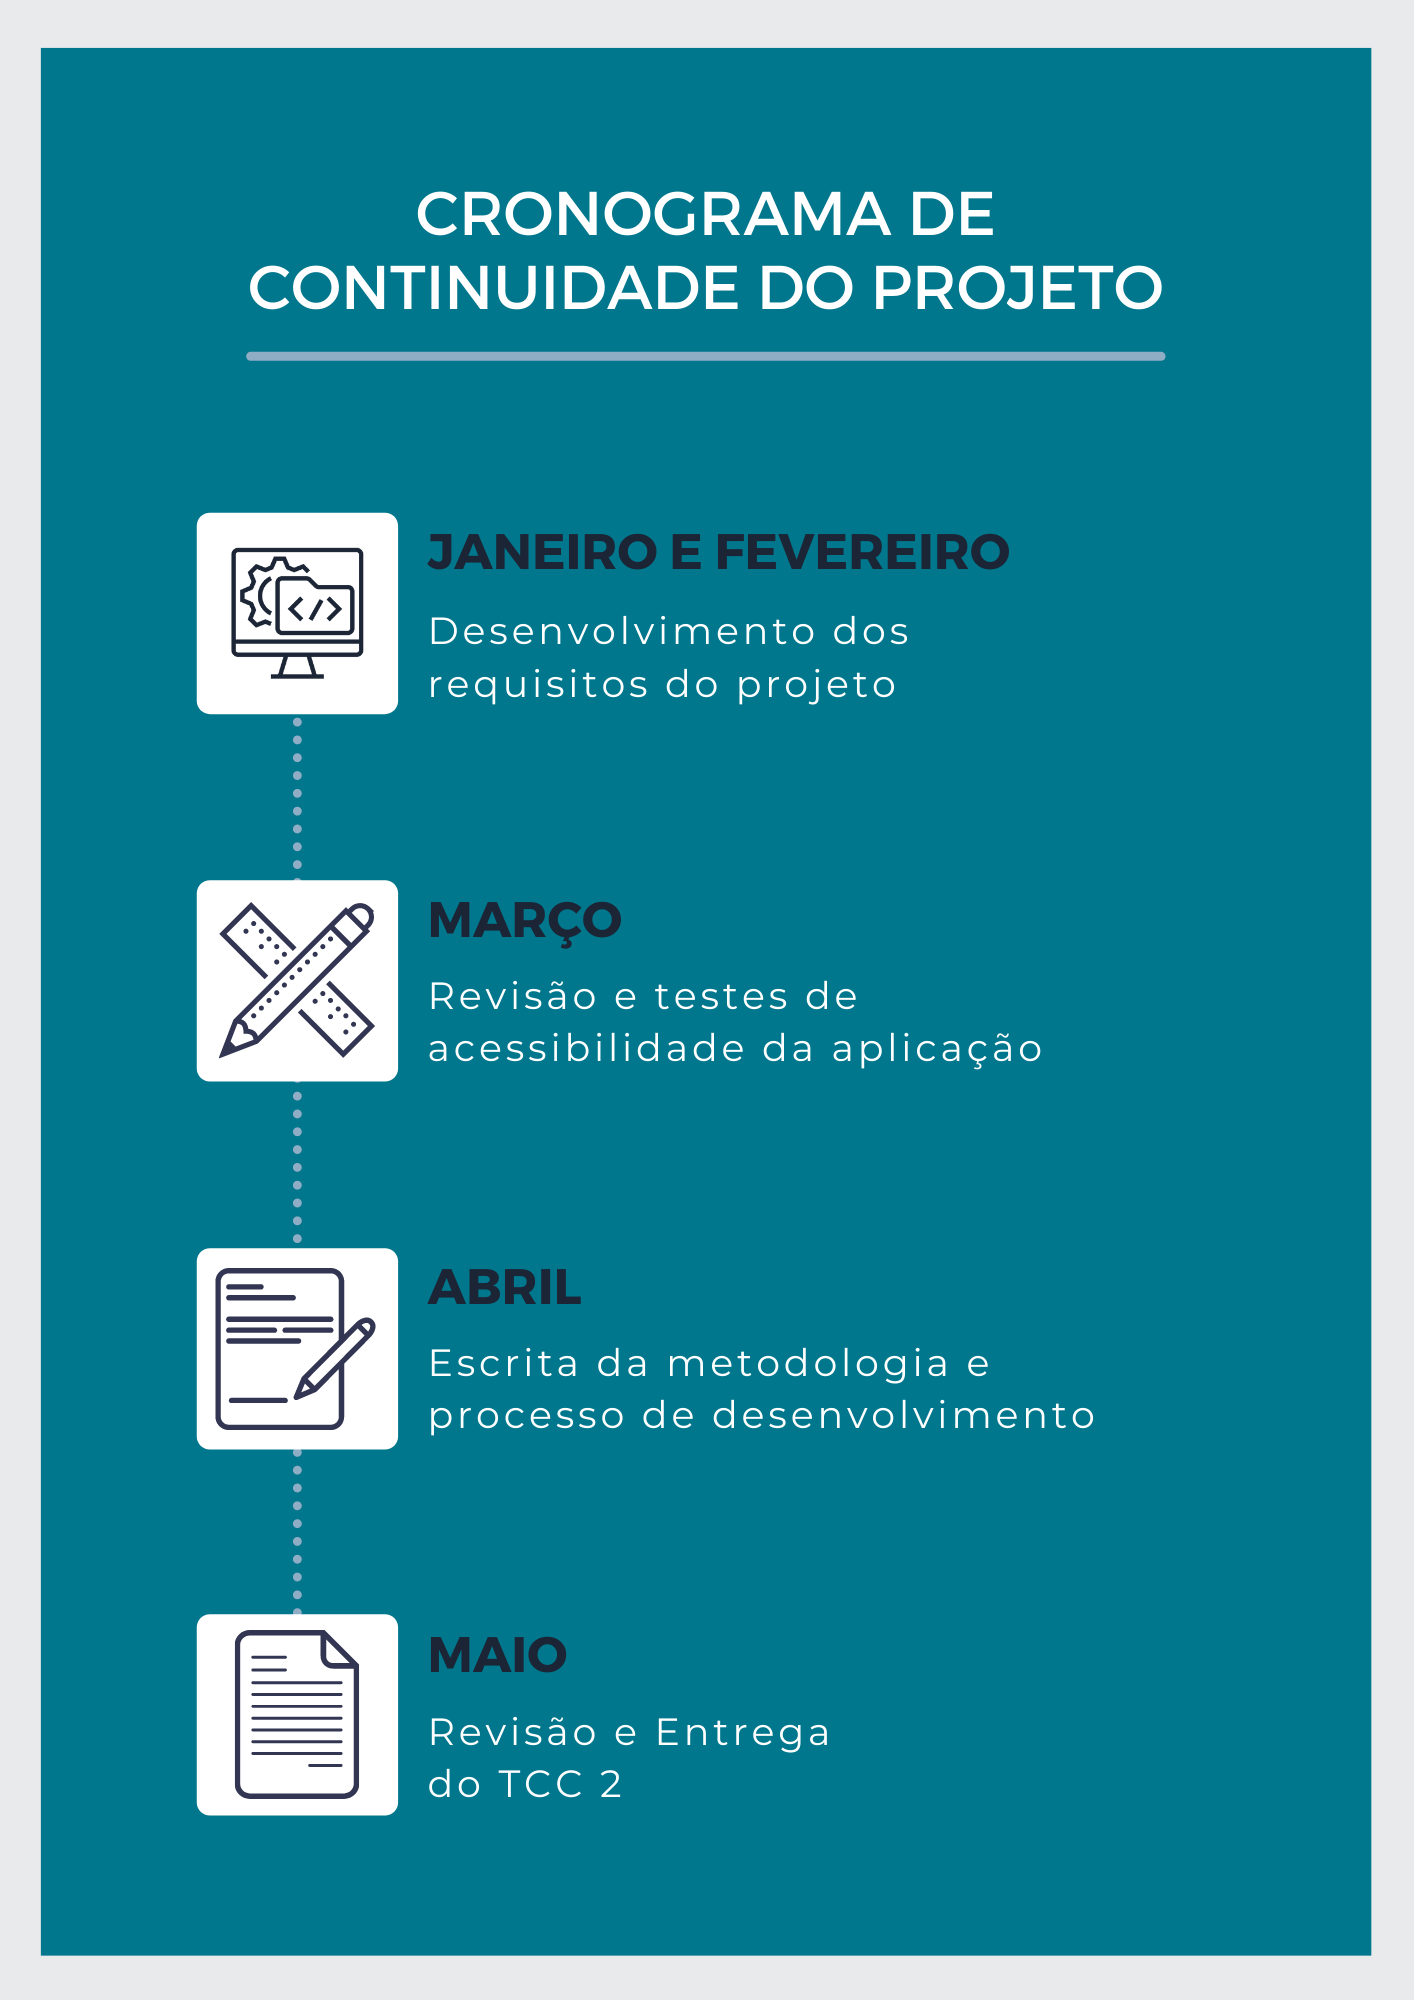 CRONOGRAMA DE
CONTINUIDADE DO PROJETO
JANEIRO E FEVEREIRO
Desenvolvimento dos
requisitos do projeto
MARÇO
Revisão e testes de
acessibilidade da aplicação
ABRIL
Escrita da metodologia e
processo de desenvolvimento
MAIO
Revisão e Entrega
do TCC 2